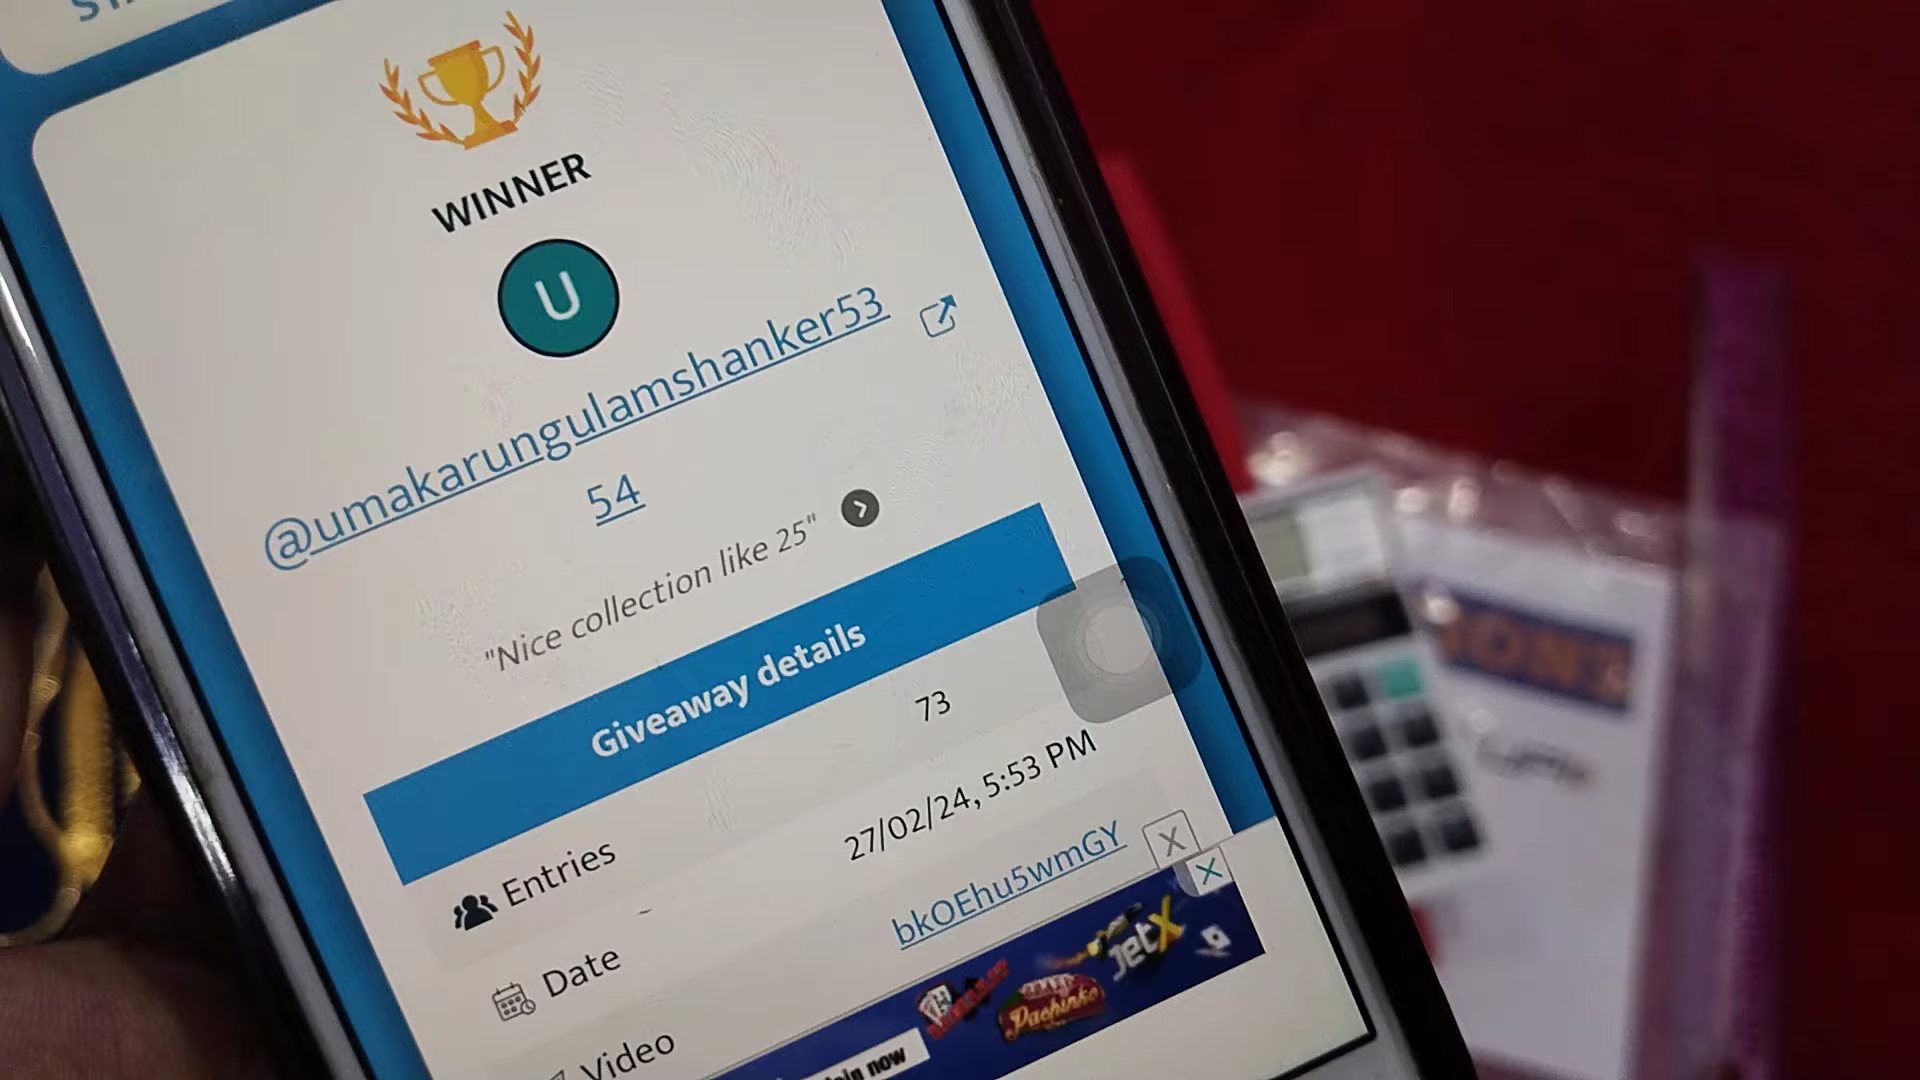 WINNER
U
@umakarungulamshanker53
54
"Nice collection like 25"
Giveaway details
Entries 73
Date 27/02/24, 5:53 PM
Video bkOEhu5wmGY
JetX
Pachinko
now